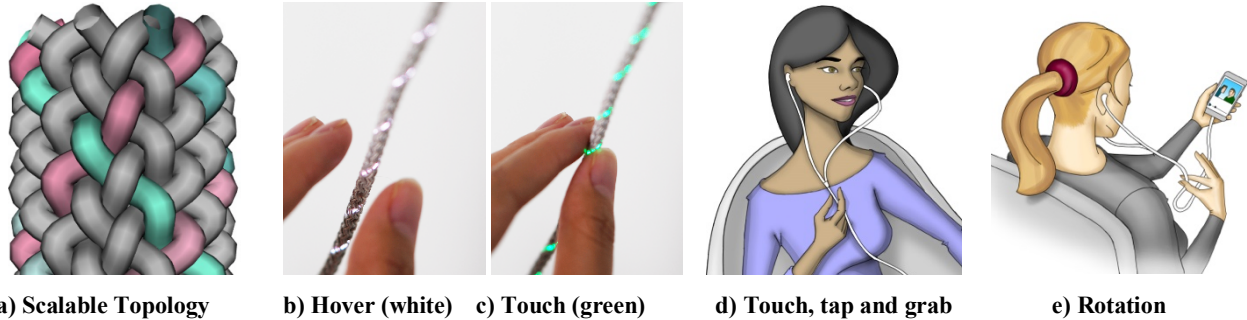 a) Scalable Topology
b) Hover (white)
c) Touch (green)
d) Touch, tap and grab
e) Rotation